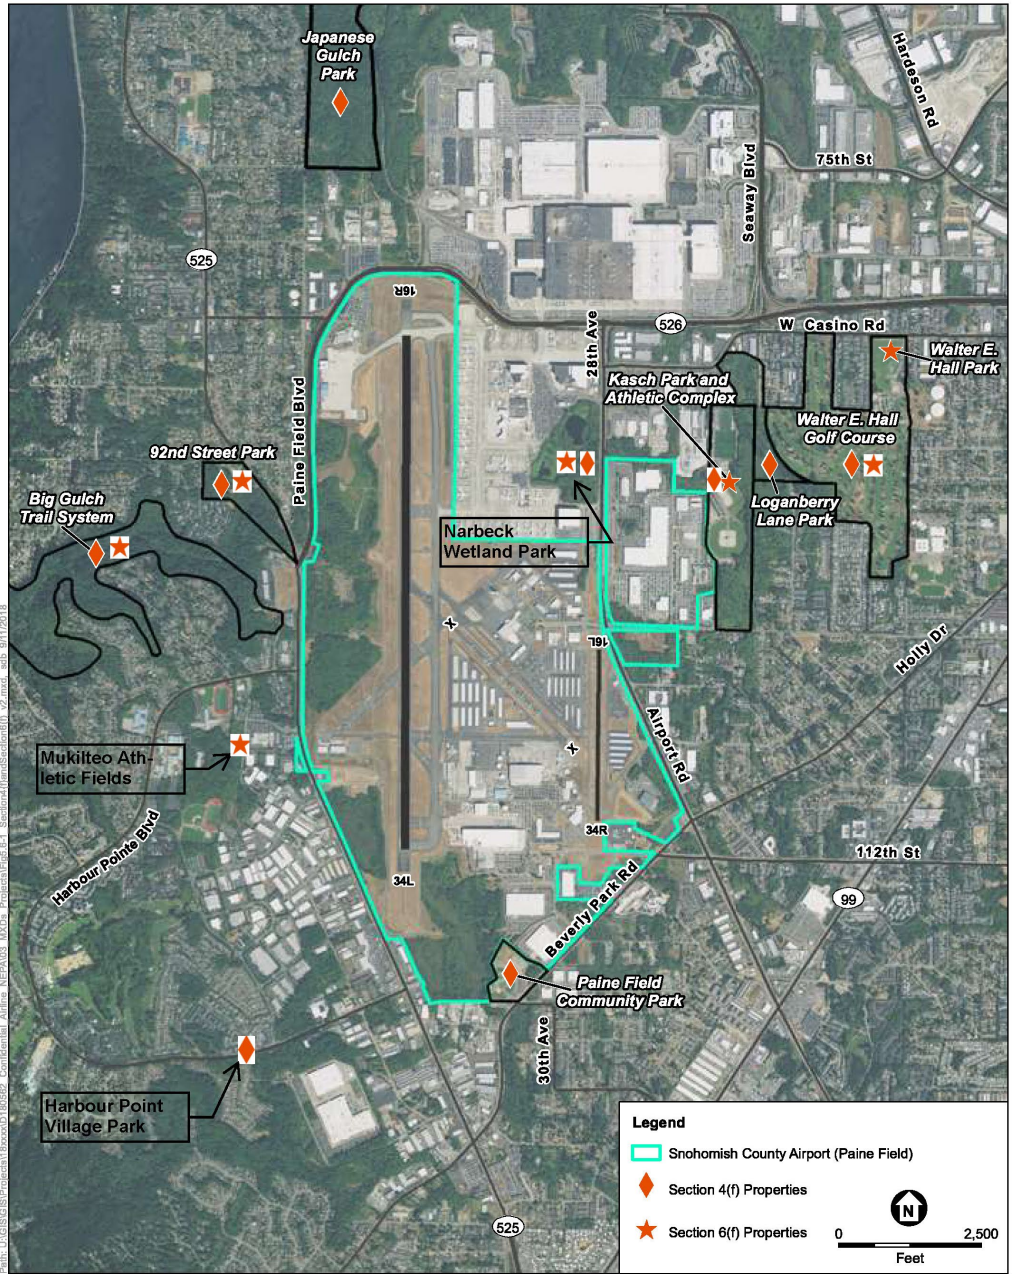 Japanese
Gulch
Park
Hardeson Rd
75th St
Seaway Blvd
525
16R
526
W Casino Rd
28th Ave
Walter E.
Hall Park
Kasch Park and
Athletic Complex
Paine Field Blvd
Walter E. Hall
Golf Course
92nd Street Park
Big Gulch
Trail System
Loganberry
Lane Park
Narbeck
Wetland Park
X
16L
Holly Dr
Airport Rd
X
Mukilteo Ath-
letic Fields
34R
Harbour Pointe Blvd
112th St
34L
99
Beverly Park Rd
Paine Field
Community Park
30th Ave
Harbour Point
Village Park
525
Legend
Snohomish County Airport (Paine Field)
Section 4(f) Properties
Section 6(f) Properties
N
0 2,500
Feet